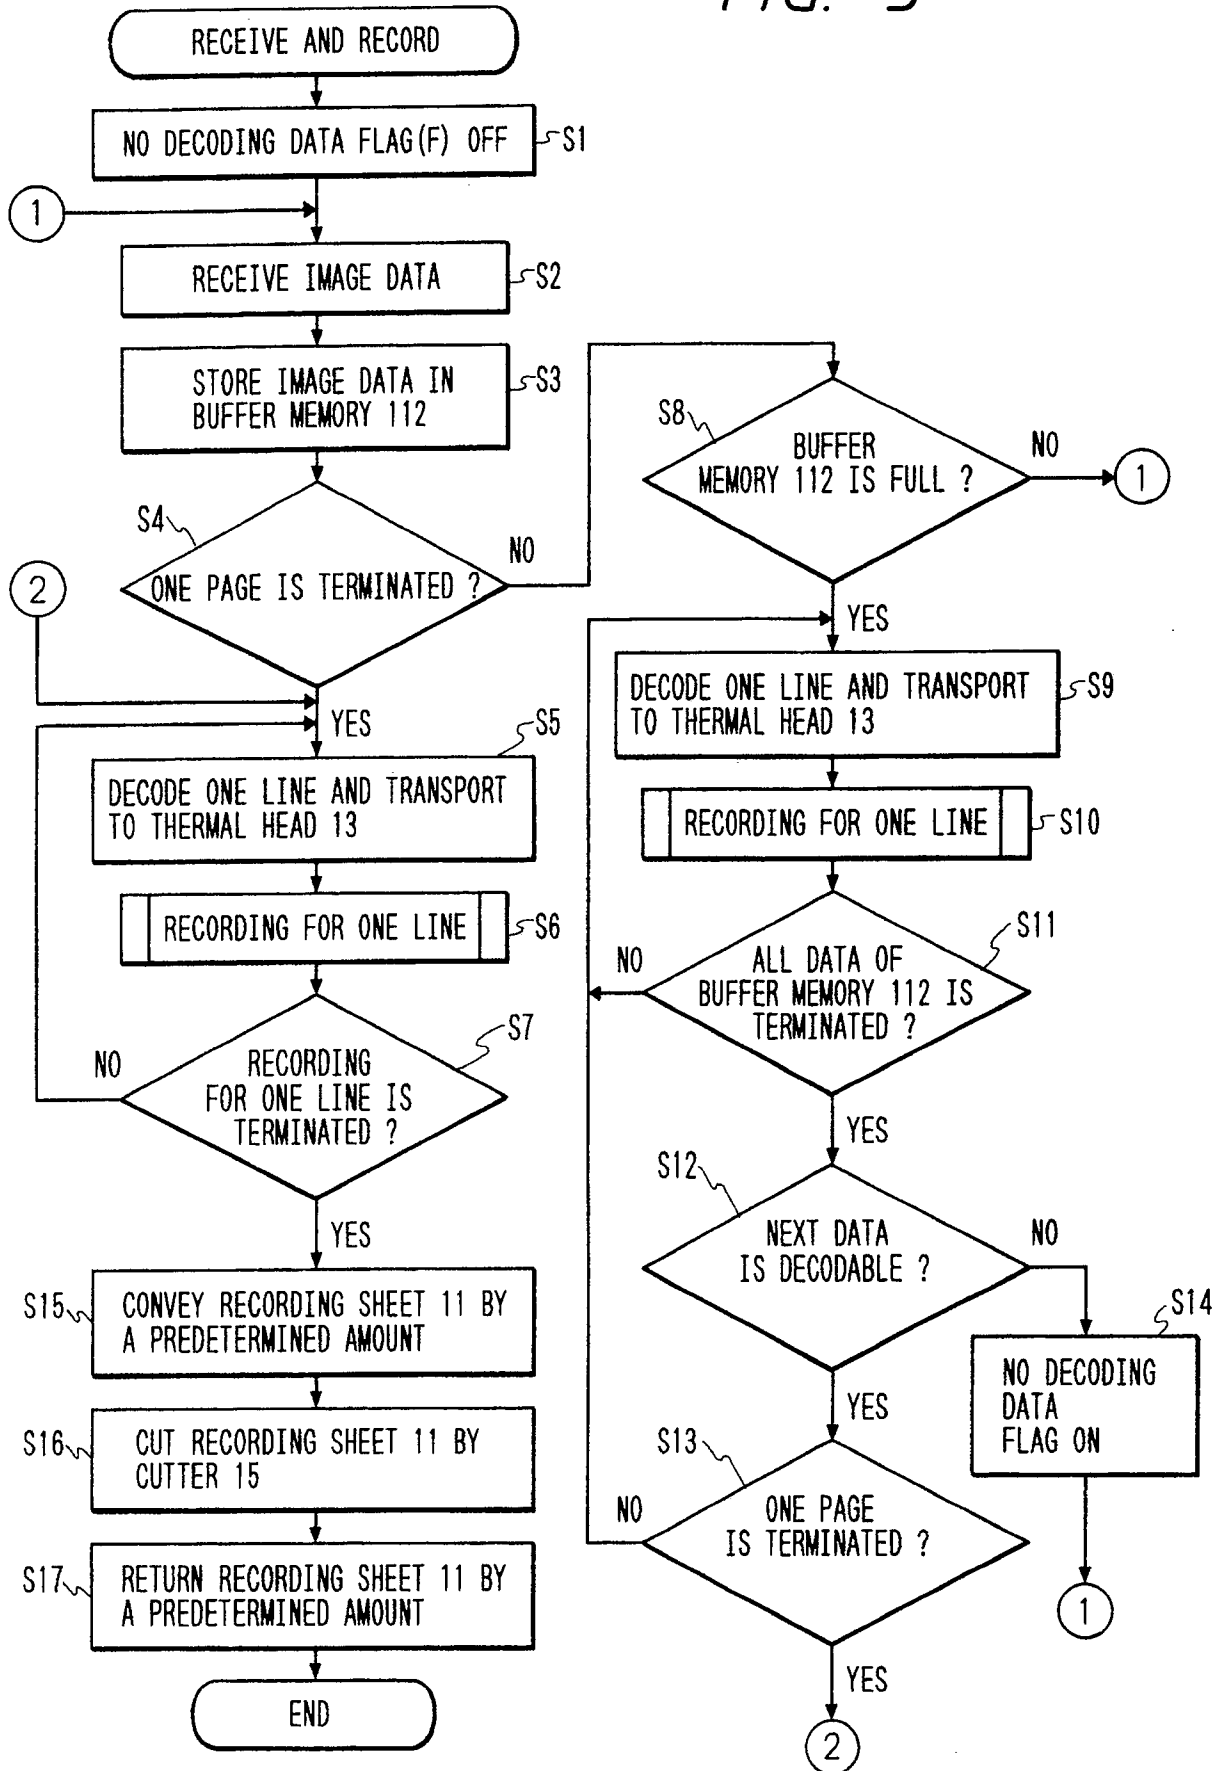 FIG. 5
RECEIVE AND RECORD
NO DECODING DATA FLAG(F) OFF
S1
1
RECEIVE IMAGE DATA
S2
STORE IMAGE DATA IN
BUFFER MEMORY 112
S3
S4
ONE PAGE IS TERMINATED ?
NO
2
YES
S5
DECODE ONE LINE AND TRANSPORT
TO THERMAL HEAD 13
RECORDING FOR ONE LINE
S6
S7
RECORDING
FOR ONE LINE IS
TERMINATED ?
NO
YES
S15
CONVEY RECORDING SHEET 11 BY
A PREDETERMINED AMOUNT
S16
CUT RECORDING SHEET 11 BY
CUTTER 15
S17
RETURN RECORDING SHEET 11 BY
A PREDETERMINED AMOUNT
END
S8
BUFFER
MEMORY 112 IS FULL ?
NO
1
YES
DECODE ONE LINE AND TRANSPORT
TO THERMAL HEAD 13
S9
RECORDING FOR ONE LINE
S10
S11
ALL DATA OF
BUFFER MEMORY 112 IS
TERMINATED ?
NO
YES
S12
NEXT DATA
IS DECODABLE ?
NO
S14
NO DECODING
DATA
FLAG ON
1
YES
S13
ONE PAGE
IS TERMINATED ?
NO
YES
2